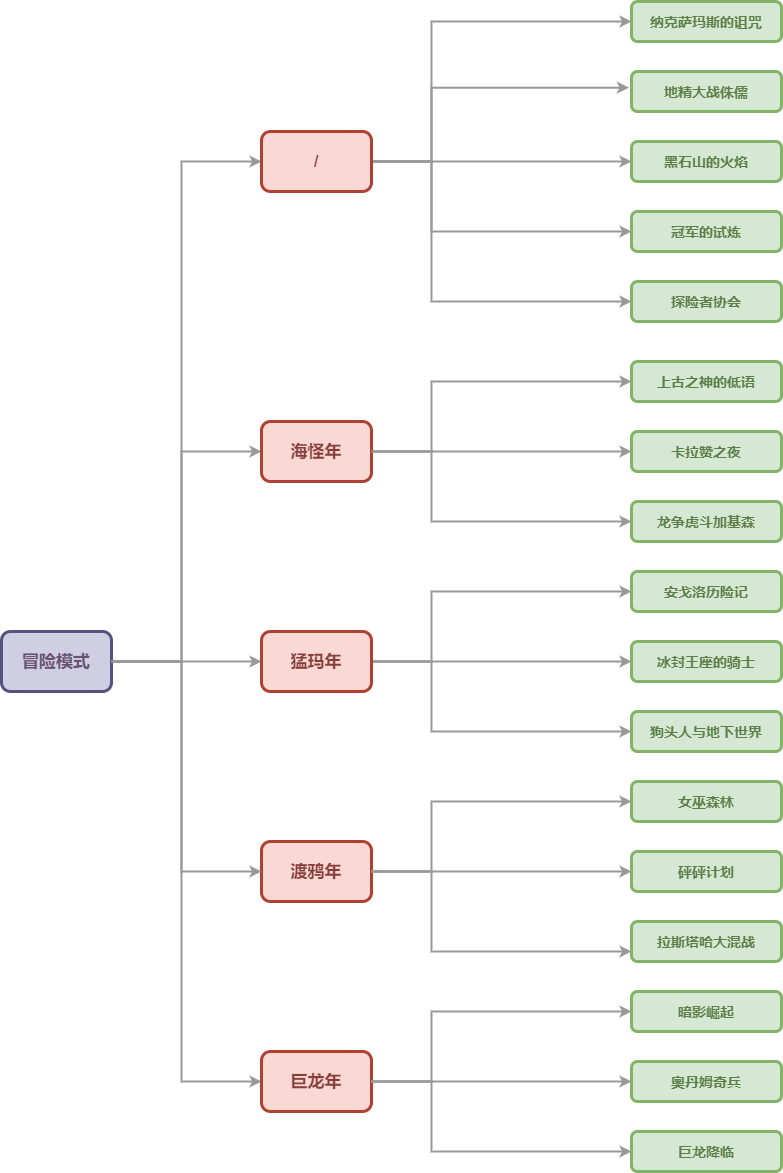 冒险模式
/
纳克萨玛斯的诅咒
地精大战侏儒
黑石山的火焰
冠军的试炼
探险者协会
海怪年
上古之神的低语
卡拉赞之夜
龙争虎斗加基森
猛玛年
安戈洛历险记
冰封王座的骑士
狗头人与地下世界
渡鸦年
女巫森林
砰砰计划
拉斯塔哈大混战
巨龙年
暗影崛起
奥丹姆奇兵
巨龙降临